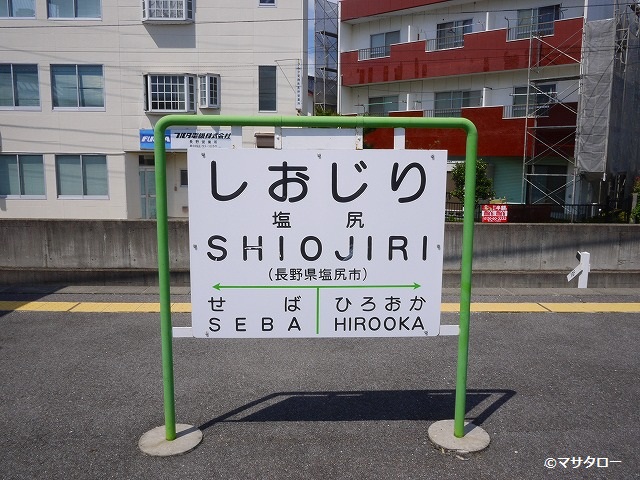 しおじり
塩尻
SHIOJIRI
(長野県塩尻市)
せば ひろおか
SEBA HIROOKA
©マサタロー